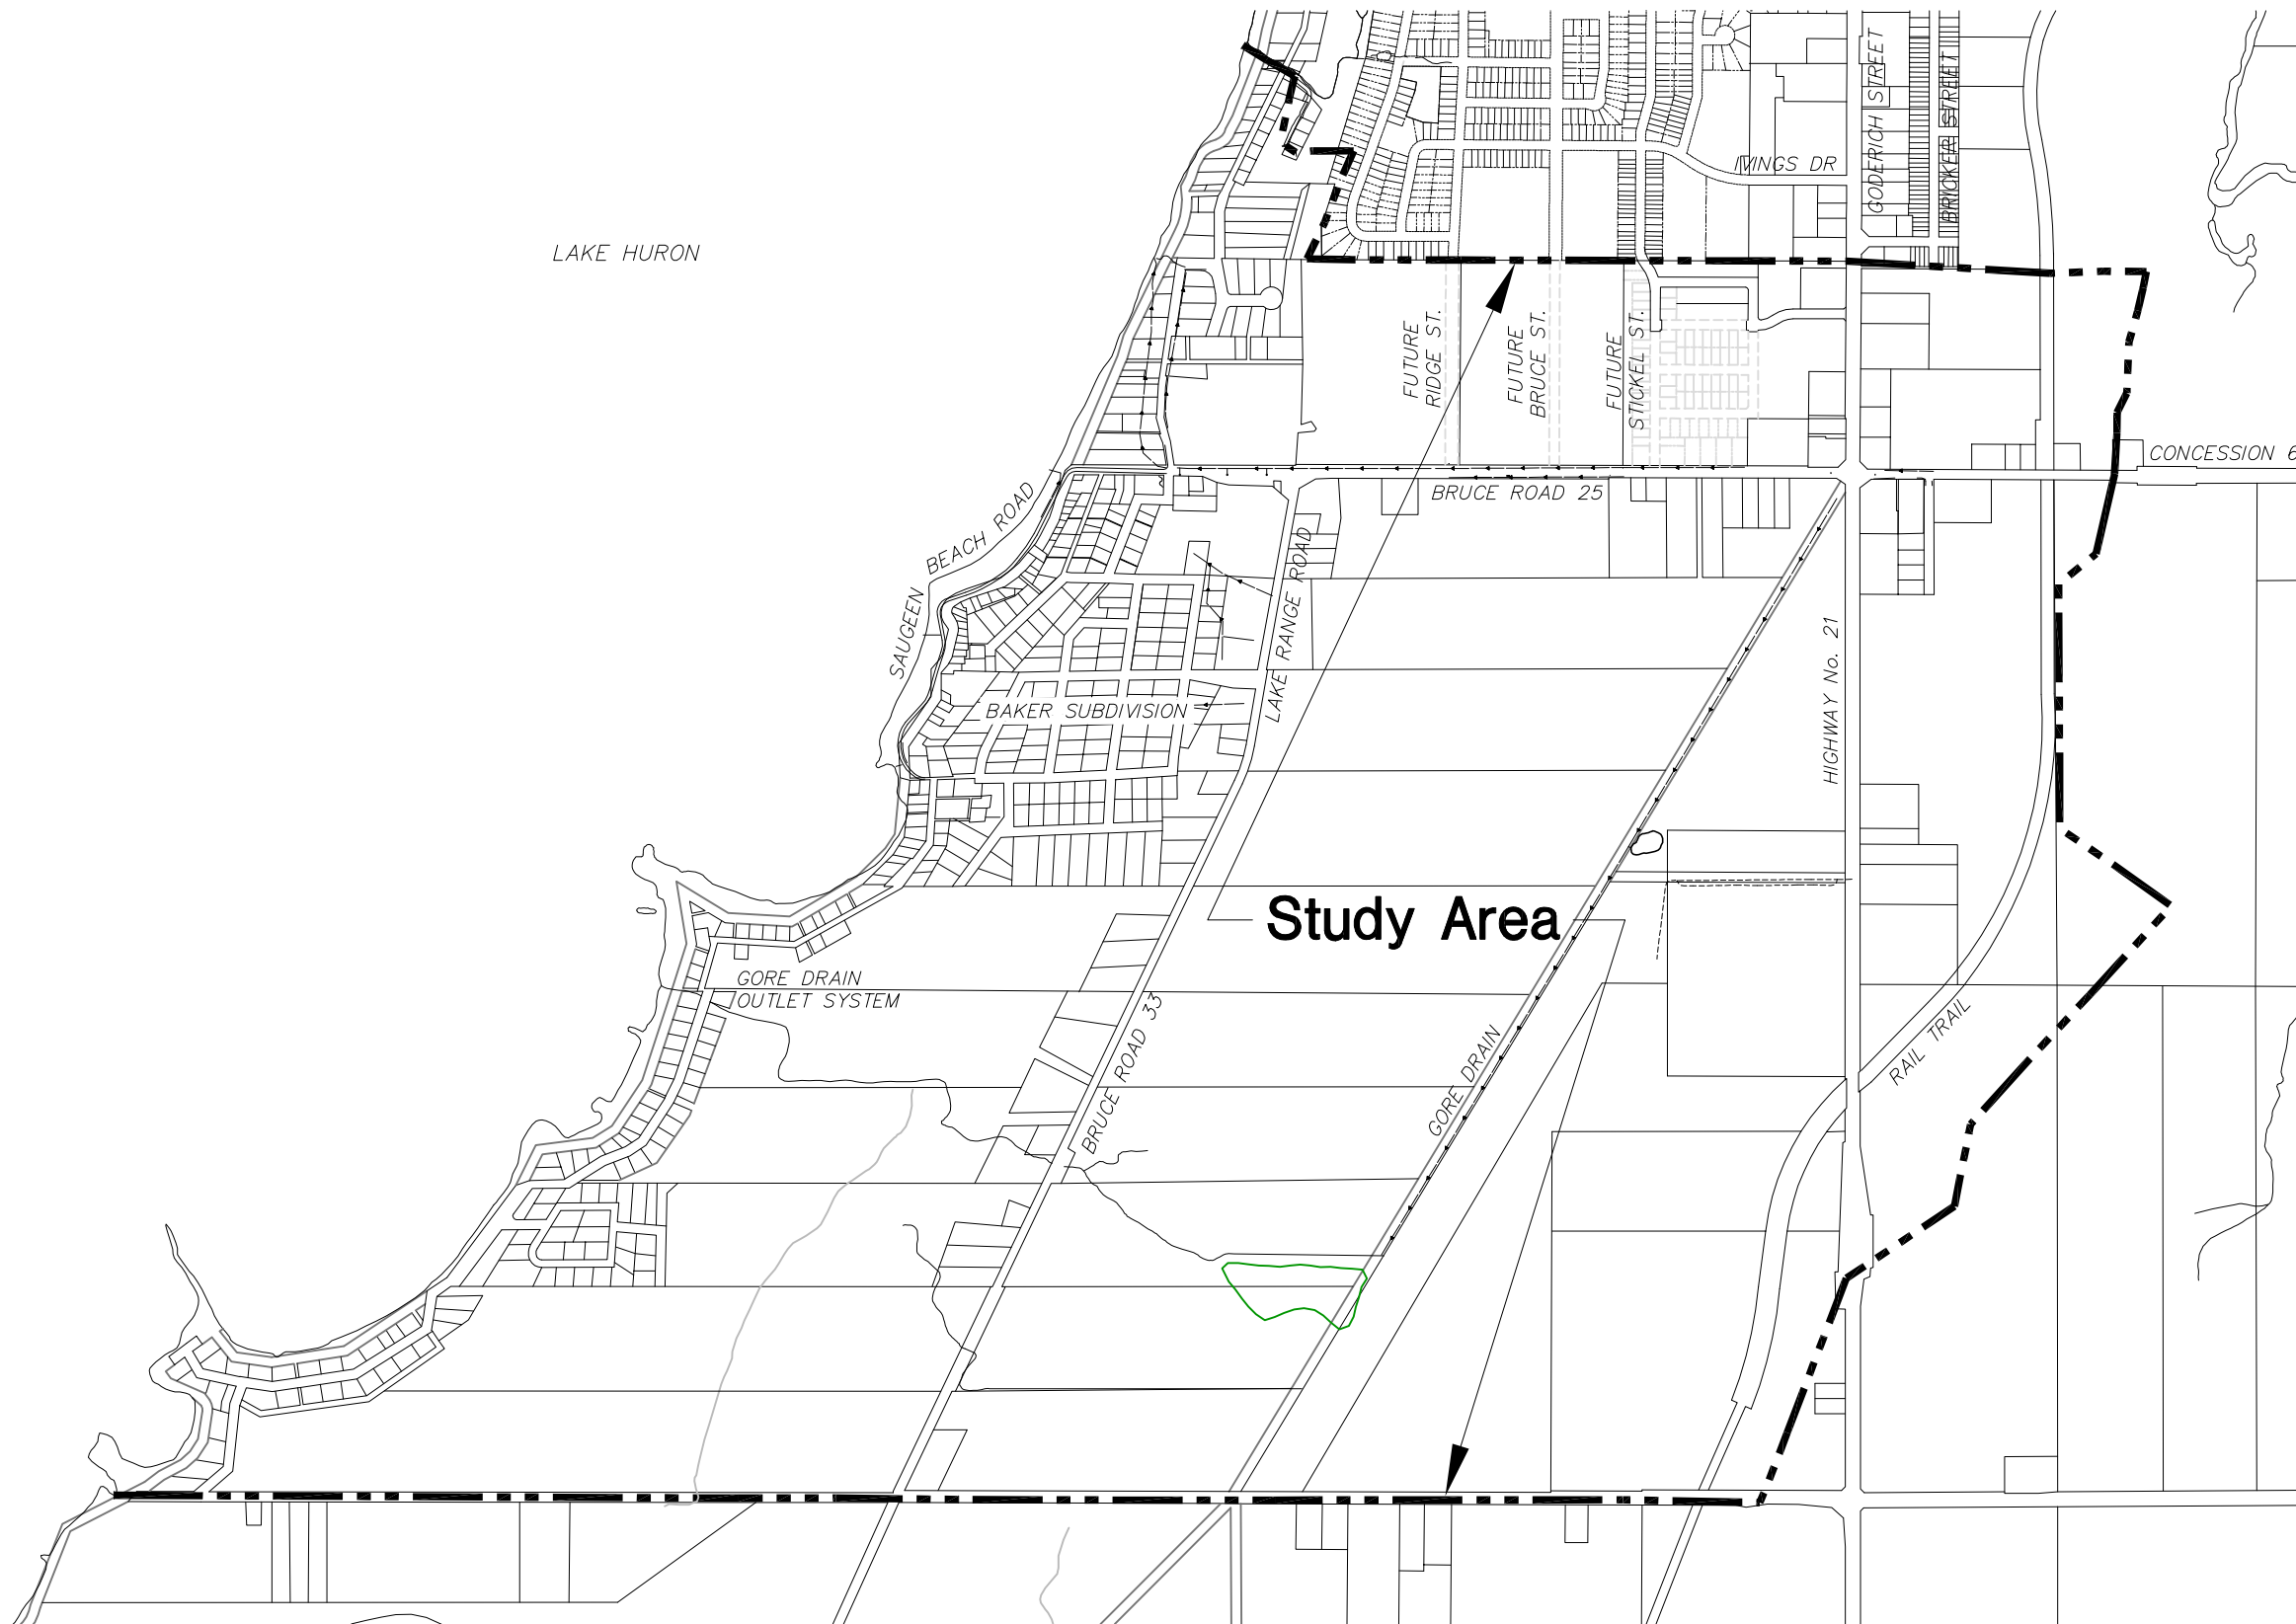 GODERICH STREET
BRICKER STREET
IVINGS DR
LAKE HURON
FUTURE
RIDGE ST.
FUTURE
BRUCE ST.
FUTURE
STICKEL ST.
CONCESSION 6
BRUCE ROAD 25
SAUGEEN BEACH ROAD
LAKE RANGE ROAD
HIGHWAY No. 21
BAKER SUBDIVISION
Study Area
GORE DRAIN
OUTLET SYSTEM
BRUCE ROAD 33
GORE DRAIN
RAIL TRAIL